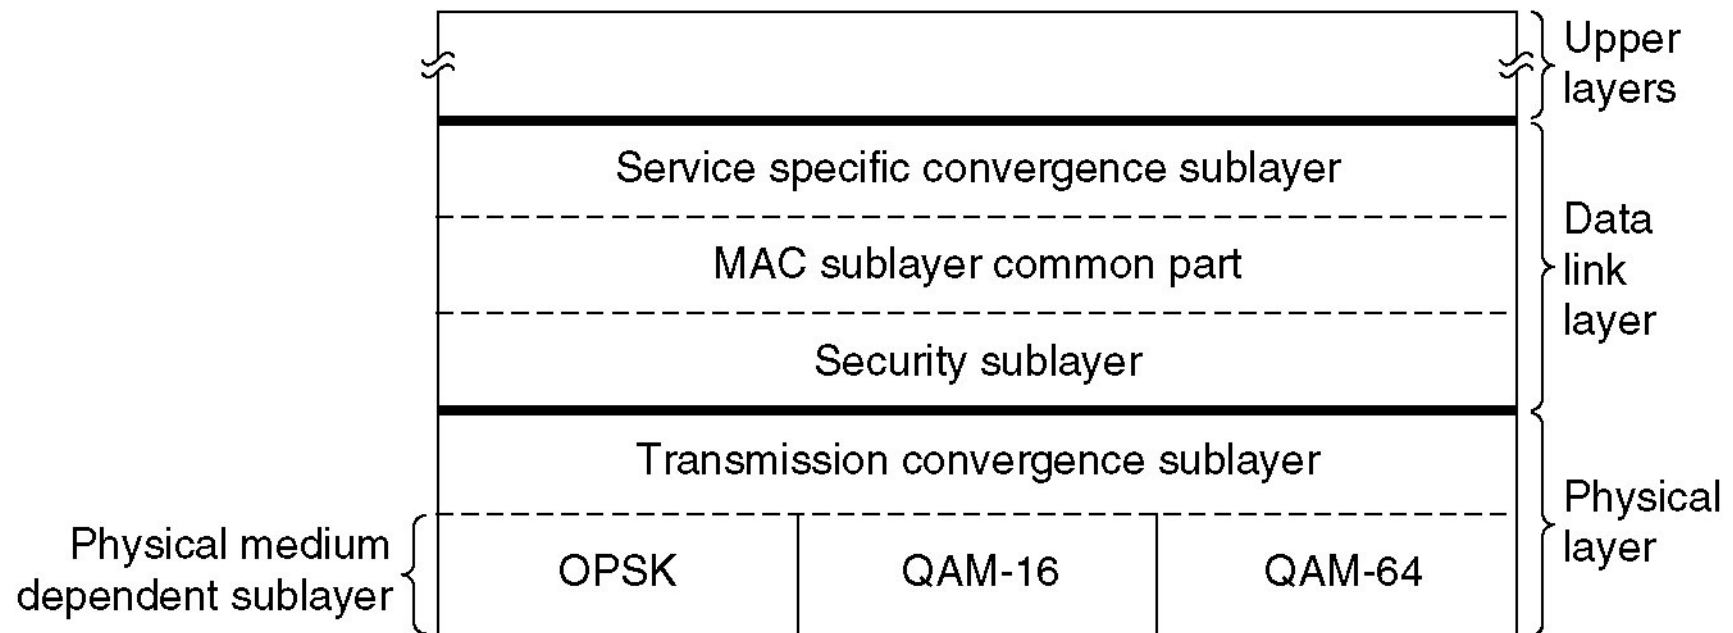 Upper
layers
Service specific convergence sublayer
Data
link
layer
MAC sublayer common part
Security sublayer
Transmission convergence sublayer
Physical
layer
Physical medium
dependent sublayer
OPSK
QAM-16
QAM-64